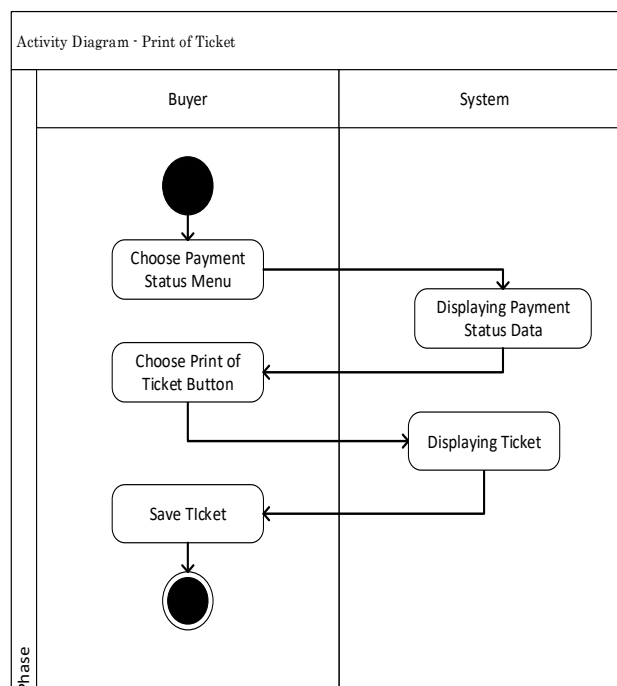 Activity Diagram - Print of Ticket
Buyer
System
Choose Payment
Status Menu
Displaying Payment
Status Data
Choose Print of
Ticket Button
Displaying Ticket
Save TIcket
Phase